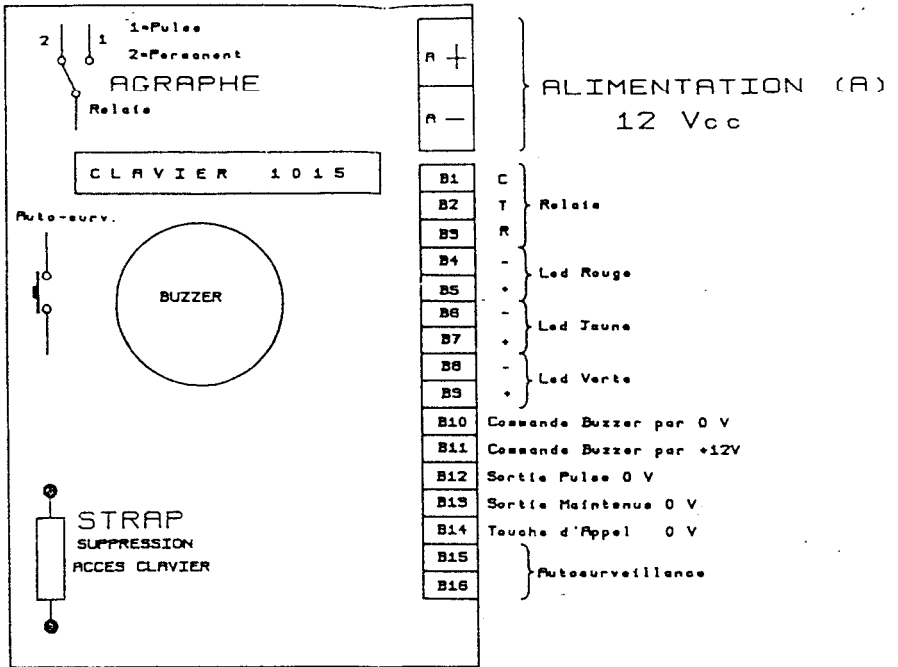 2 1 1=Pulse
2=Permanent
AGRAPHE
Relais
A +
A -
ALIMENTATION (A)
12 Vcc
CLAVIER 1015
Auto-surv.
BUZZER
B1 C
B2 T Relais
B3 R
B4 -
Led Rouge
B5 +
B6 -
Led Jaune
B7 +
B8 -
Led Verte
B9 +
B10 Commande Buzzer par 0 V
B11 Commande Buzzer par +12V
B12 Sortie Pulse 0 V
B13 Sortie Maintenue 0 V
B14 Touche d'Appel 0 V
B15
Autosurveillance
B16
STRAP
SUPPRESSION
ACCES CLAVIER